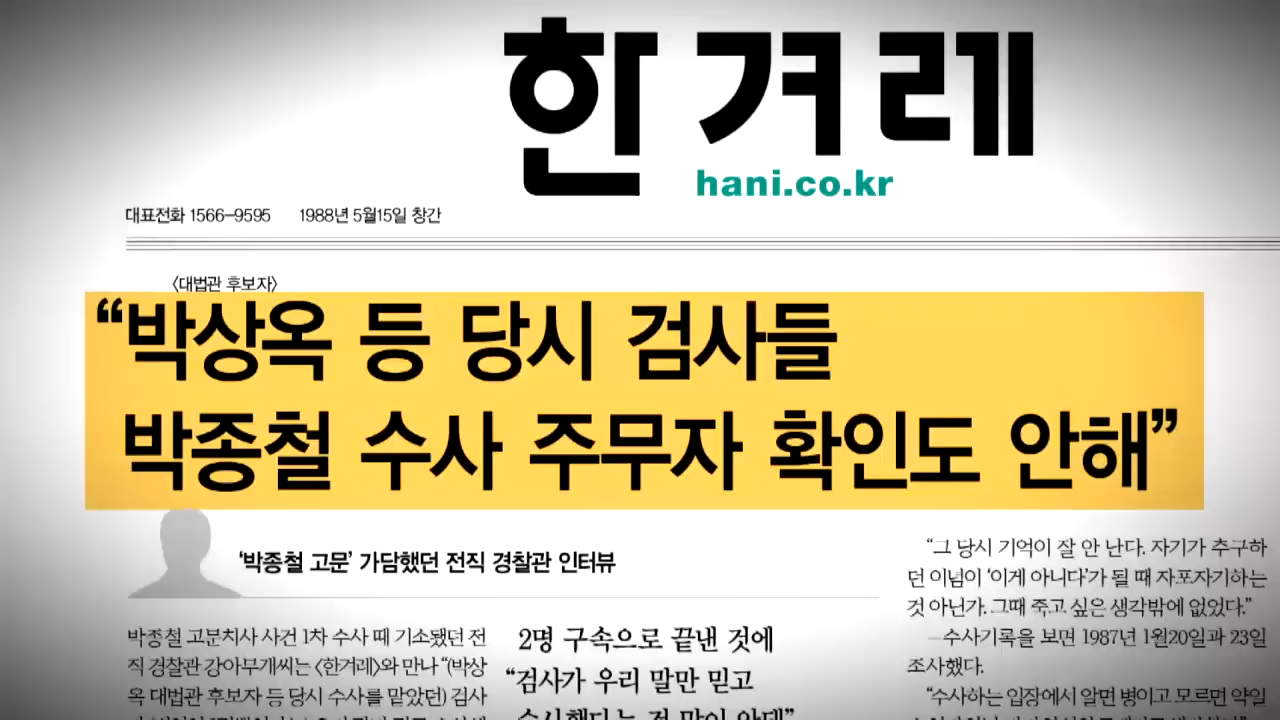 한겨레
hani.co.kr
대표전화 1566-9595 1988년 5월15일 창간
〈대법관 후보자〉
“박상옥 등 당시 검사들
박종철 수사 주무자 확인도 안해”
‘박종철 고문’ 가담했던 전직 경찰관 인터뷰
박종철 고문치사 사건 1차 수사 때 기소됐던 전
직 경찰관 강아무개씨는 〈한겨레〉와 만나 “(박상
옥 대법관 후보자 등 당시 수사를 맡았던) 검사
2명 구속으로 끝낸 것에
“검사가 우리 말만 믿고
수사했다는 건 말이 안돼”
“그 당시 기억이 잘 안 난다. 자기가 추구하
던 이념이 ‘이게 아니다’가 될 때 자포자기하는
것 아닌가. 그때 죽고 싶은 생각밖에 없었다.”
―수사기록을 보면 1987년 1월20일과 23일
조사했다.
“수사하는 입장에서 알면 병이고 모르면 약일